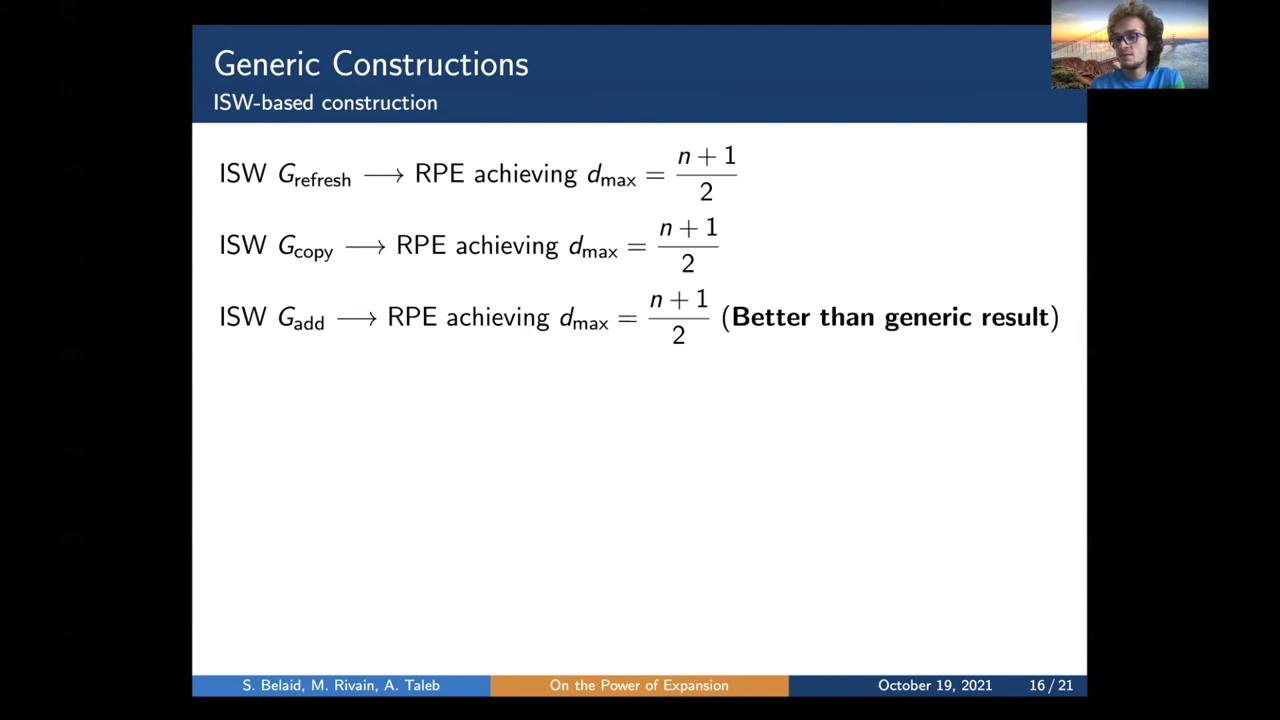 Generic Constructions
ISW-based construction
ISW G_refresh ⟶ RPE achieving d_max = (n + 1)/2
ISW G_copy ⟶ RPE achieving d_max = (n + 1)/2
ISW G_add ⟶ RPE achieving d_max = (n + 1)/2 (Better than generic result)
S. Belaid, M. Rivain, A. Taleb On the Power of Expansion October 19, 2021 16 / 21